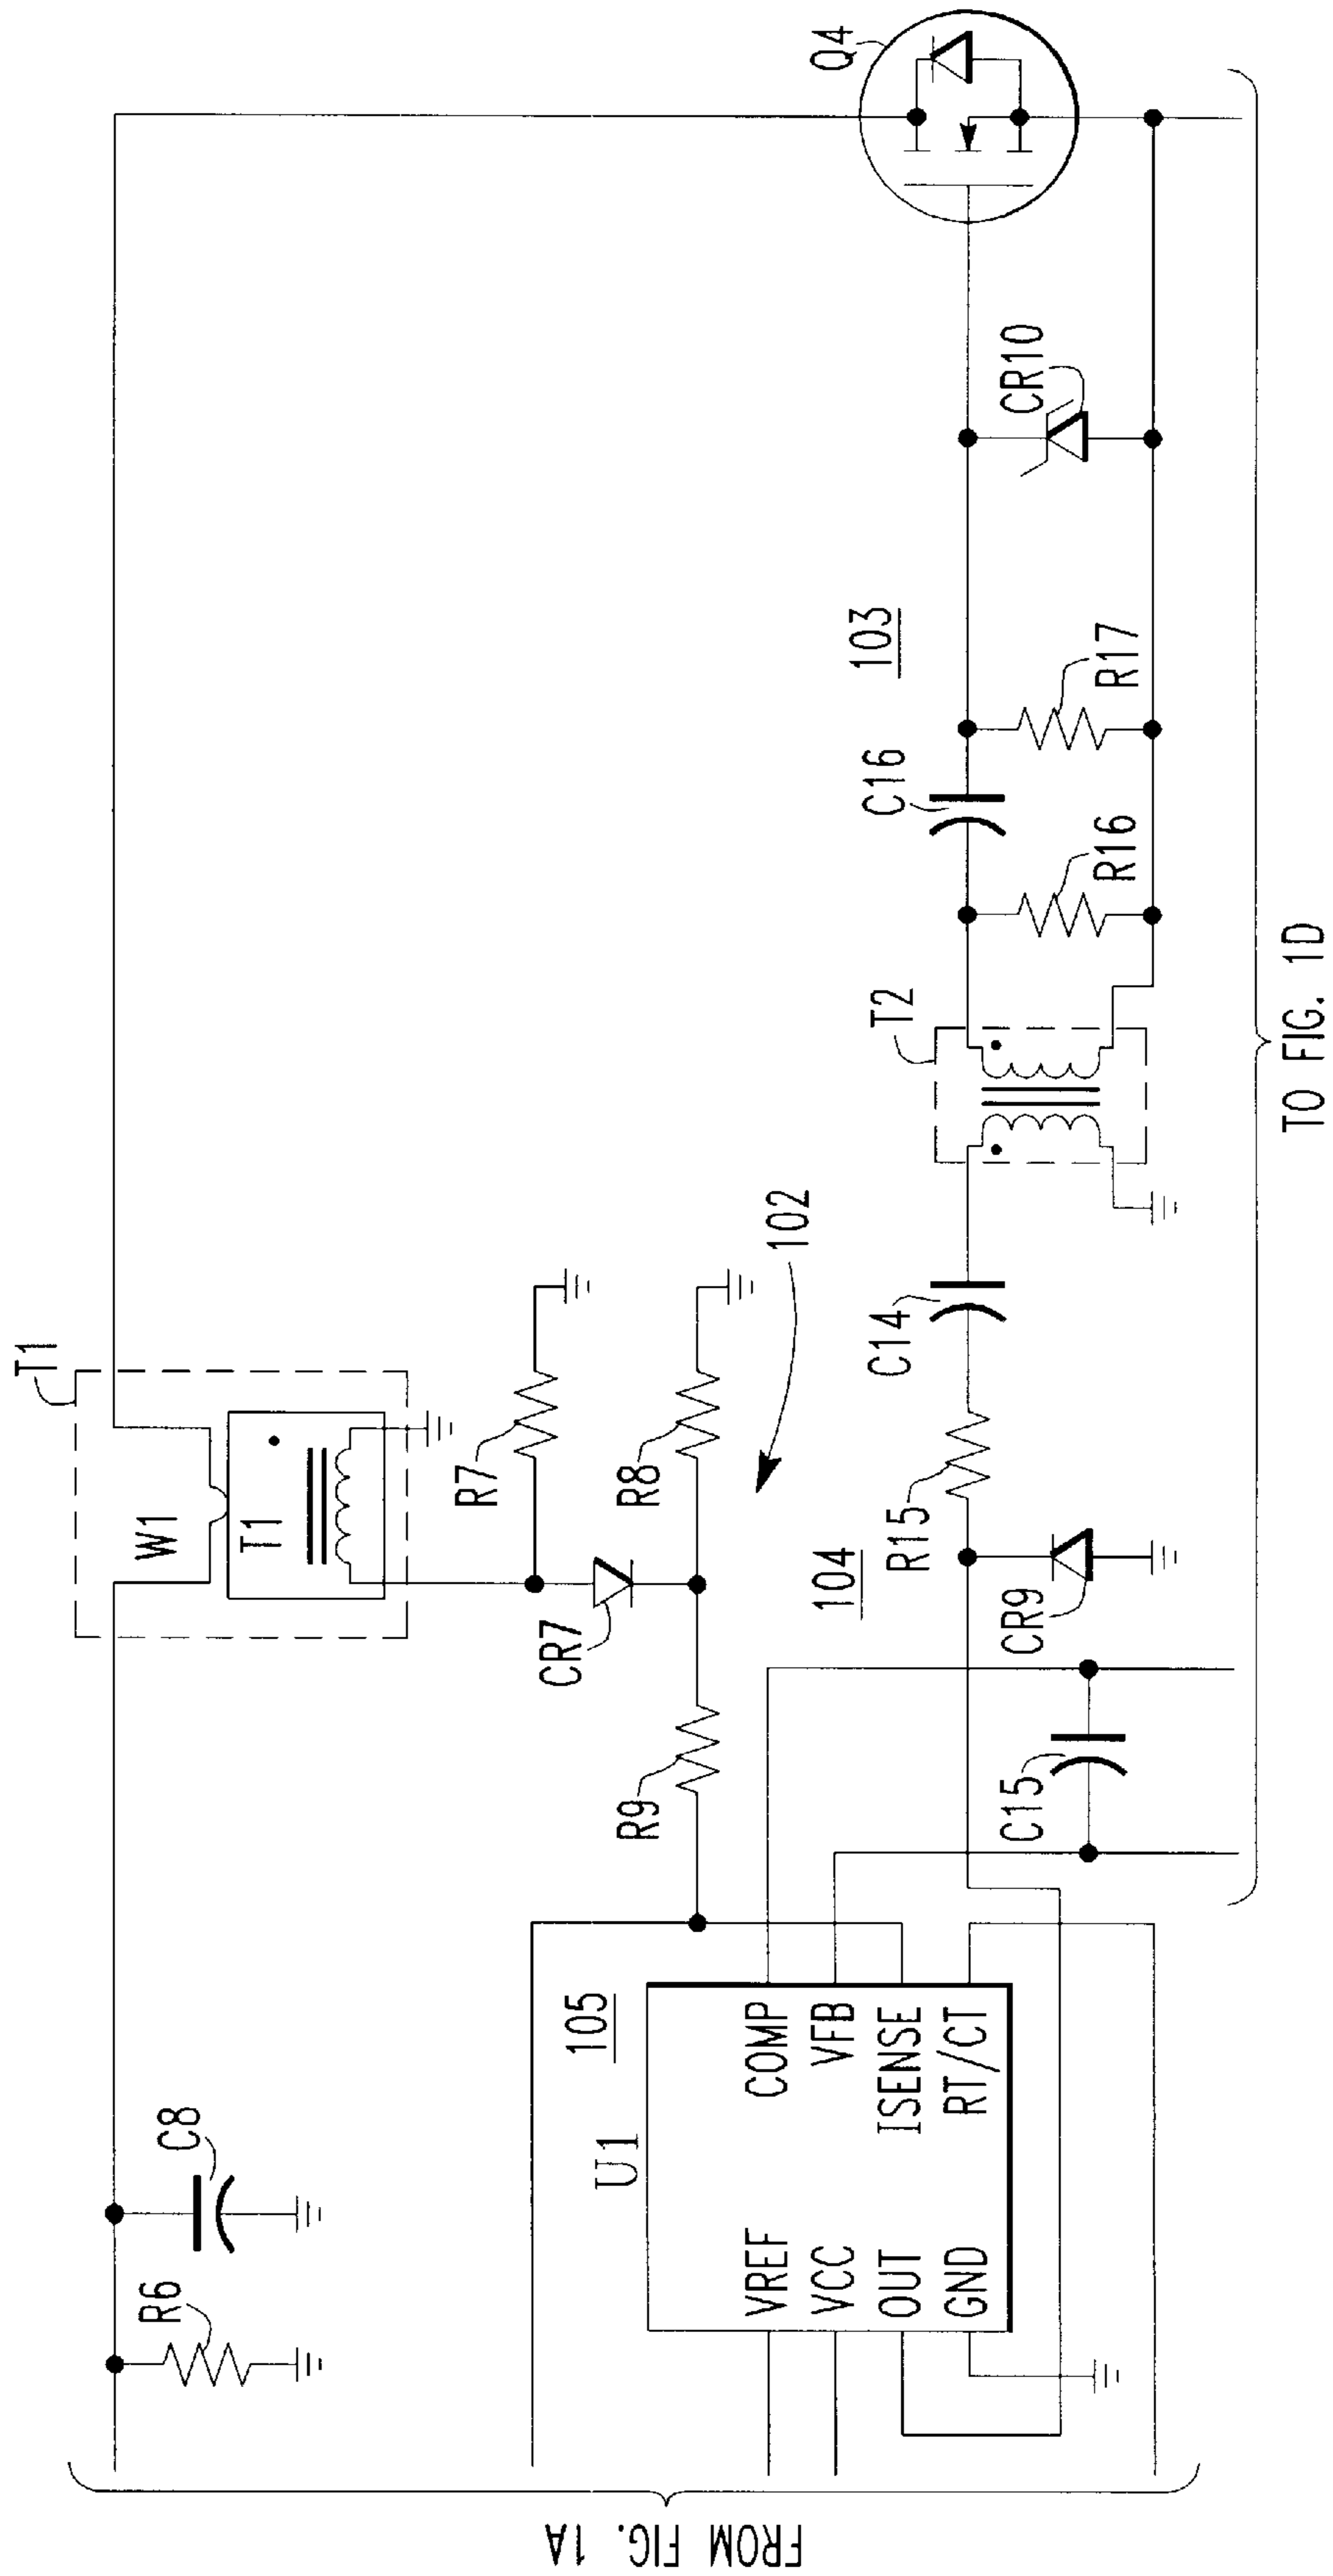 FROM FIG. 1A
R6
C8
T1
W1
T1
R7
CR7
R8
R9
102
105
U1
VREF
VCC
OUT
GND
COMP
VFB
ISENSE
RT/CT
104
R15
C14
CR9
C15
T2
103
C16
R16
R17
CR10
Q4
TO FIG. 1D